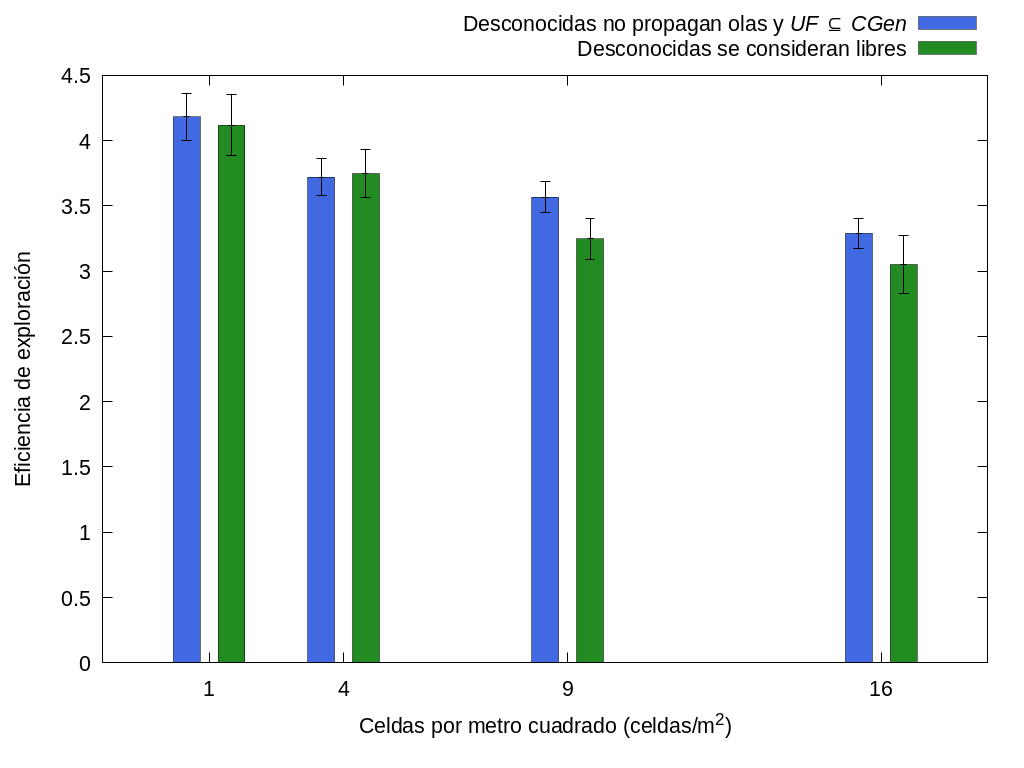 Desconocidas no propagan olas y UF ⊆ CGen
Desconocidas se consideran libres
4.5
4
3.5
3
2.5
2
1.5
1
0.5
0
Eficiencia de exploración
1 4 9 16
Celdas por metro cuadrado (celdas/m²)